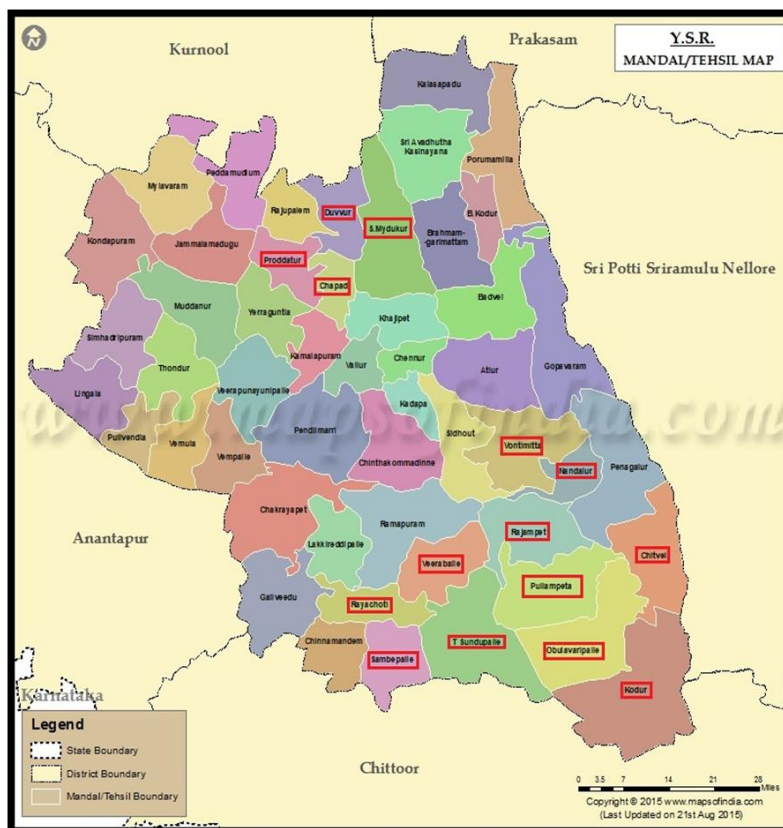 Y.S.R.
MANDAL/TEHSIL MAP
N
Kurnool
Prakasam
Kalasapadu
Sri Avadhutha
Kasinayana
Porumamilla
Peddamudium
Mylavaram
Rajupalem
Duvvur
S.Mydukur
B.Kodur
Brahmam-
garimattam
Kondapuram
Jammalamadugu
Proddatur
Chapad
Sri Potti Sriramulu Nellore
Muddanur
Yerraguntla
Khajipet
Badvel
Simhadripuram
Thondur
Kamalapuram
Vallur
Chennur
Atlur
Gopavaram
Lingala
Veerapunayunipalle
Kadapa
Pulivendla
Vemula
Vempalle
Pendlimarri
Chinthakommadinne
Sidhout
Vontimitta
Nandalur
Penagalur
www.mapsofindia.com
Chakrayapet
Ramapuram
Rajampet
Anantapur
Lakkireddipalle
Veeraballe
Chitvel
Galiveedu
Rayachoti
Pullampeta
Chinnamandem
Sambepalle
T Sundupalle
Obulavaripalle
Kodur
Karnataka
Chittoor
Legend
State Boundary
District Boundary
Mandal/Tehsil Boundary
0 3.5 7 14 21 28
Miles
Copyright © 2015 www.mapsofindia.com
(Last Updated on 21st Aug 2015)